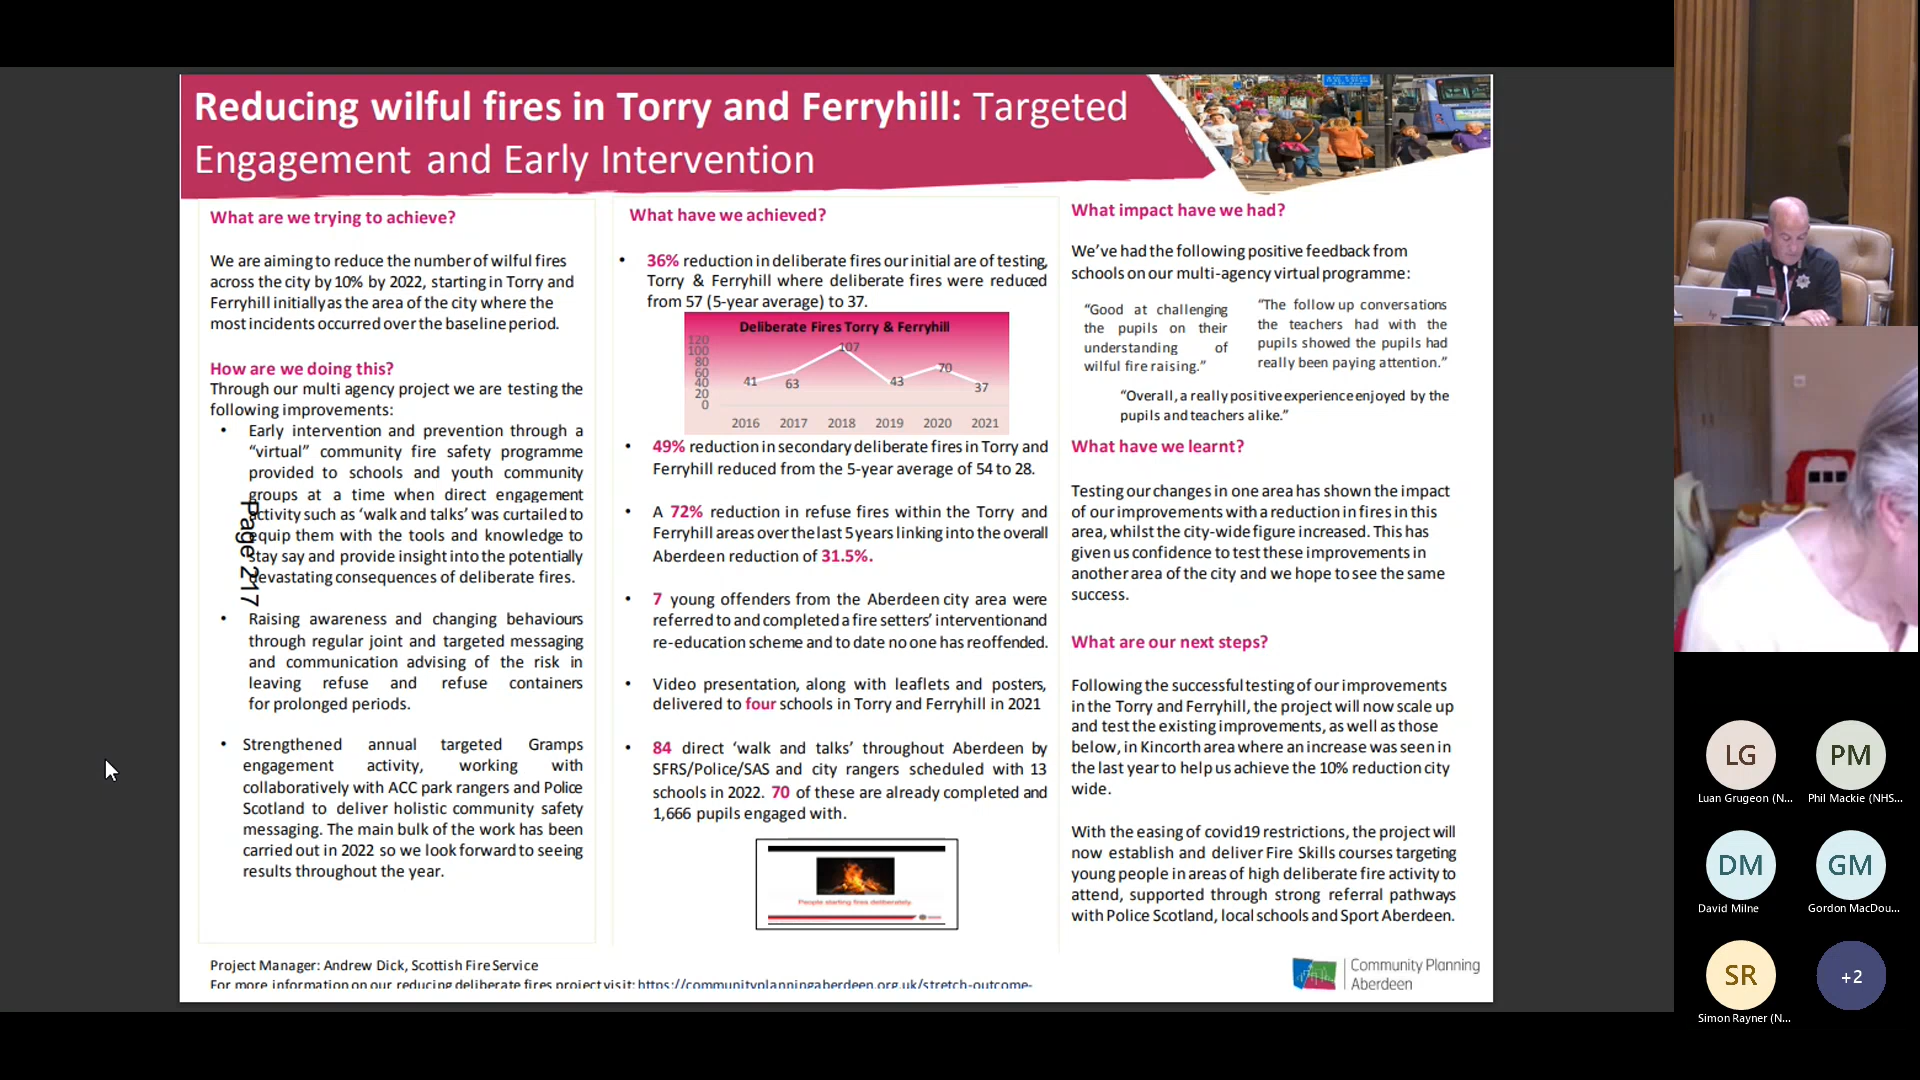 Reducing wilful fires in Torry and Ferryhill: Targeted
Engagement and Early Intervention
What are we trying to achieve?
We are aiming to reduce the number of wilful fires
across the city by 10% by 2022, starting in Torry and
Ferryhill initially as the area of the city where the
most incidents occurred over the baseline period.
How are we doing this?
Through our multi agency project we are testing the
following improvements:
• Early intervention and prevention through a
“virtual” community fire safety programme
provided to schools and youth community
groups at a time when direct engagement
activity such as ‘walk and talks’ was curtailed to
equip them with the tools and knowledge to
stay say and provide insight into the potentially
devastating consequences of deliberate fires.
Page 217
• Raising awareness and changing behaviours
through regular joint and targeted messaging
and communication advising of the risk in
leaving refuse and refuse containers
for prolonged periods.
• Strengthened annual targeted Gramps
engagement activity, working with
collaboratively with ACC park rangers and Police
Scotland to deliver holistic community safety
messaging. The main bulk of the work has been
carried out in 2022 so we look forward to seeing
results throughout the year.
What have we achieved?
• 36% reduction in deliberate fires our initial are of testing,
Torry & Ferryhill where deliberate fires were reduced
from 57 (5-year average) to 37.
Deliberate Fires Torry & Ferryhill
120
100
80
60
40
20
0
41 63 107 43 70 37
2016 2017 2018 2019 2020 2021
• 49% reduction in secondary deliberate fires in Torry and
Ferryhill reduced from the 5-year average of 54 to 28.
• A 72% reduction in refuse fires within the Torry and
Ferryhill areas over the last 5 years linking into the overall
Aberdeen reduction of 31.5%.
• 7 young offenders from the Aberdeen city area were
referred to and completed a fire setters’ intervention and
re-education scheme and to date no one has reoffended.
• Video presentation, along with leaflets and posters,
delivered to four schools in Torry and Ferryhill in 2021
• 84 direct ‘walk and talks’ throughout Aberdeen by
SFRS/Police/SAS and city rangers scheduled with 13
schools in 2022. 70 of these are already completed and
1,666 pupils engaged with.
People starting fires deliberately.
What impact have we had?
We’ve had the following positive feedback from
schools on our multi-agency virtual programme:
“Good at challenging
the pupils on their
understanding of
wilful fire raising.”
“The follow up conversations
the teachers had with the
pupils showed the pupils had
really been paying attention.”
“Overall, a really positive experience enjoyed by the
pupils and teachers alike.”
What have we learnt?
Testing our changes in one area has shown the impact
of our improvements with a reduction in fires in this
area, whilst the city-wide figure increased. This has
given us confidence to test these improvements in
another area of the city and we hope to see the same
success.
What are our next steps?
Following the successful testing of our improvements
in the Torry and Ferryhill, the project will now scale up
and test the existing improvements, as well as those
below, in Kincorth area where an increase was seen in
the last year to help us achieve the 10% reduction city
wide.
With the easing of covid19 restrictions, the project will
now establish and deliver Fire Skills courses targeting
young people in areas of high deliberate fire activity to
attend, supported through strong referral pathways
with Police Scotland, local schools and Sport Aberdeen.
Project Manager: Andrew Dick, Scottish Fire Service
For more information on our reducing deliberate fires project visit: https://communityplanningaberdeen.org.uk/stretch-outcome-
Community Planning
Aberdeen
LG
Luan Grugeon (N...
PM
Phil Mackie (NHS...
DM
David Milne
GM
Gordon MacDou...
SR
Simon Rayner (N...
+2